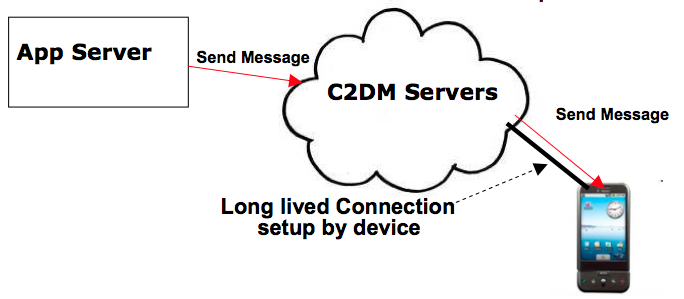 App Server
Send Message
C2DM Servers
Send Message
Long lived Connection
setup by device